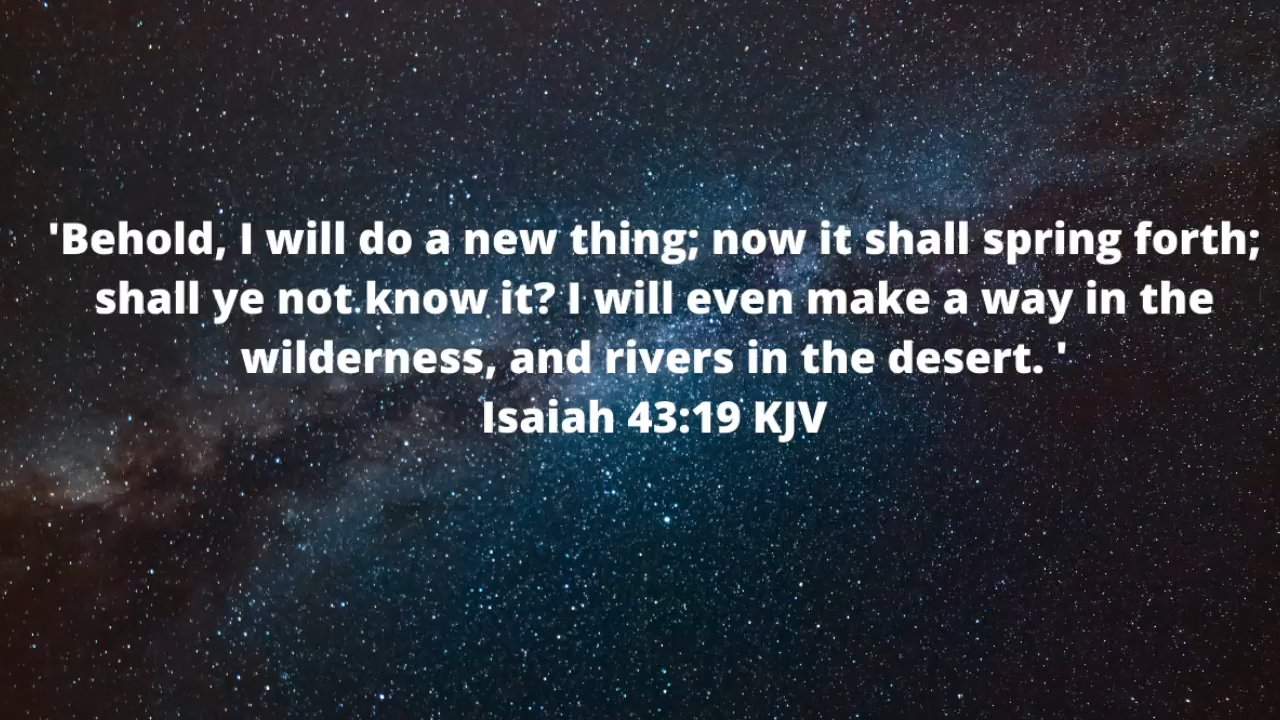 'Behold, I will do a new thing; now it shall spring forth;
shall ye not know it? I will even make a way in the
wilderness, and rivers in the desert. '
Isaiah 43:19 KJV